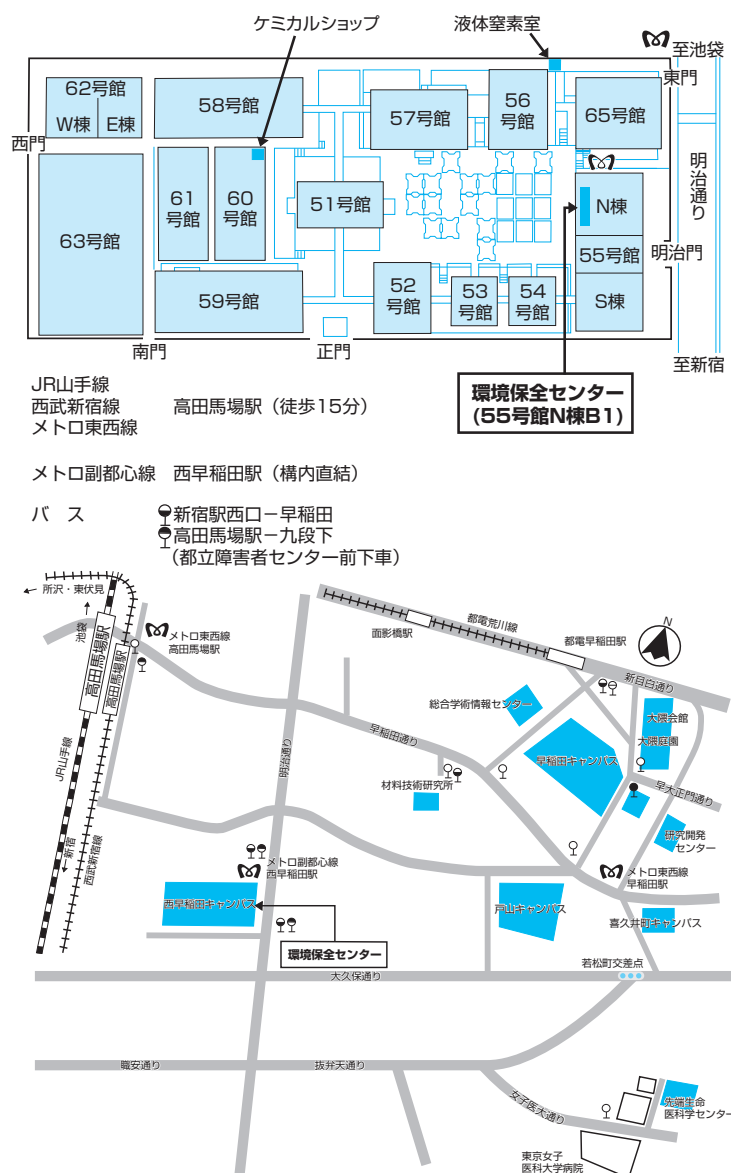 ケミカルショップ
液体窒素室
至池袋
東門
62号館
W棟
E棟
58号館
57号館
56
号館
65号館
西門
明治通り
61
号館
60
号館
51号館
N棟
63号館
55号館
明治門
59号館
52
号館
53
号館
54
号館
S棟
南門
正門
至新宿
環境保全センター
(55号館N棟B1)
JR山手線
西武新宿線 高田馬場駅(徒歩15分)
メトロ東西線
メトロ副都心線 西早稲田駅(構内直結)
バ ス 新宿駅西口−早稲田
高田馬場駅−九段下
(都立障害者センター前下車)
← 所沢・東伏見
池袋→
高田馬場駅
高田馬場駅
メトロ東西線
高田馬場駅
面影橋駅
都電荒川線
都電早稲田駅
N
新目白通り
総合学術情報センター
大隈会館
大隈庭園
早稲田通り
早稲田キャンパス
明治通り
JR山手線
材料技術研究所
早大正門通り
研究開発
センター
←新宿
西武新宿線
メトロ副都心線
西早稲田駅
メトロ東西線
早稲田駅
西早稲田キャンパス
戸山キャンパス
喜久井町キャンパス
環境保全センター
若松町交差点
大久保通り
職安通り
抜弁天通り
女子医大通り
先端生命
医科学センター
東京女子
医科大学病院